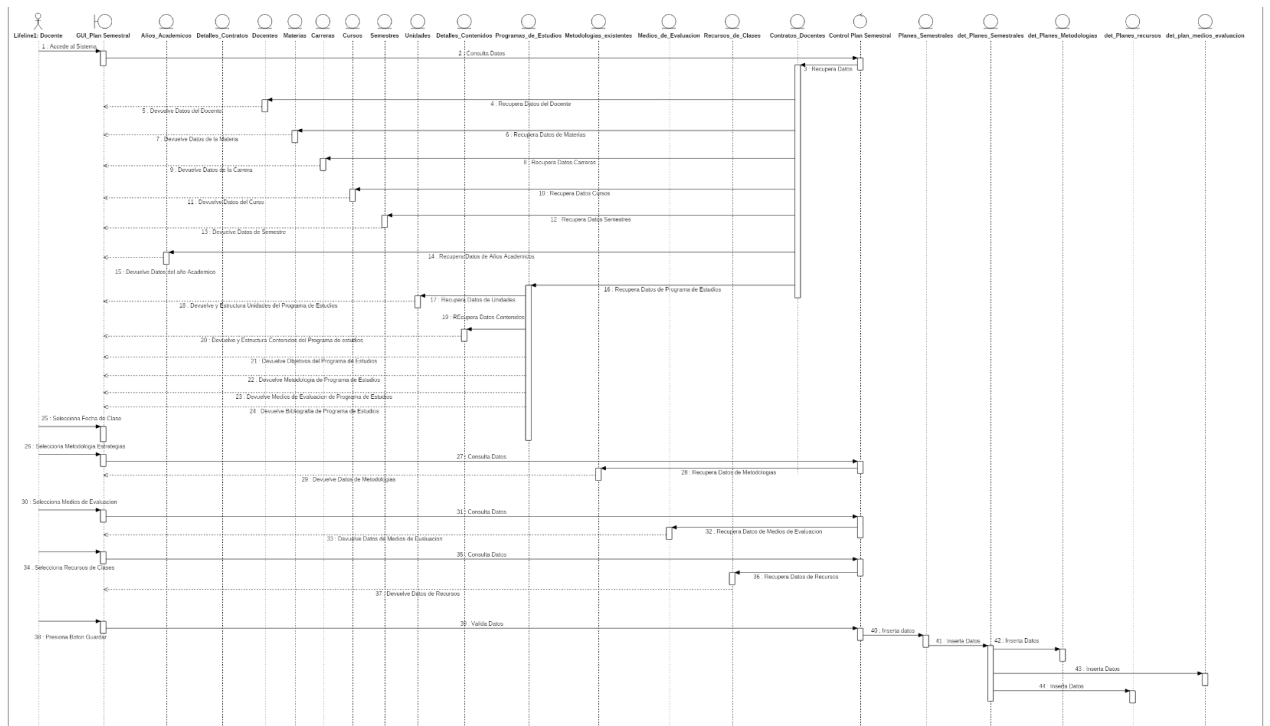 Lifeline1: Docente
GUI_Plan Semestral
Años_Academicos
Detalles_Contratos
Docentes
Materias
Carreras
Cursos
Semestres
Unidades
Detalles_Contenidos
Programas_de_Estudios
Metodologias_existentes
Medios_de_Evaluacion
Recursos_de_Clases
Contratos_Docentes
Control Plan Semestral
Planes_Semestrales
det_Planes_Semestrales
det_Planes_Metodologias
det_Planes_recursos
det_plan_medios_evaluacion
1 : Accede al Sistema
2 : Consulta Datos
3 : Recupera Datos
4 : Recupera Datos del Docente
5 : Devuelve Datos del Docente
6 : Recupera Datos de Materias
7 : Devuelve Datos de la Materia
8 : Recupera Datos Carreras
9 : Devuelve Datos de la Carrera
10 : Recupera Datos Cursos
11 : Devuelve Datos del Curso
12 : Recupera Datos Semestres
13 : Devuelve Datos de Semestre
14 : Recupera Datos de Años Academicos
15 : Devuelve Datos del año Academico
16 : Recupera Datos de Programa de Estudios
17 : Recupera Datos de Unidades
18 : Devuelve y Estructura Unidades del Programa de Estudios
19 : REcupera Datos Contenidos
20 : Devuelve y Estructura Contenidos del Programa de estudios
21 : Devuelve Objetivos del Programa de Estudios
22 : Devuelve Metodologia de Programa de Estudios
23 : Devuelve Medios de Evaluacion de Programa de Estudios
24 : Devuelve Bibliografia de Programa de Estudios
25 : Selecciona Fecha de Clase
26 : Selecciona Metodologia Estrategias
27 : Consulta Datos
28 : Recupera Datos de Metodologias
29 : Devuelve Datos de Metodologias
30 : Selecciona Medios de Evaluacion
31 : Consulta Datos
32 : Recupera Datos de Medios de Evaluacion
33 : Devuelve Datos de Medios de Evaluacion
35 : Consulta Datos
34 : Selecciona Recursos de Clases
36 : Recupera Datos de Recursos
37 : Devuelve Datos de Recursos
39 : Valida Datos
38 : Presiona Boton Guardar
40 : Inserta datos
41 : Inserta Datos
42 : Inserta Datos
43 : Inserta Datos
44 : Inserta Datos